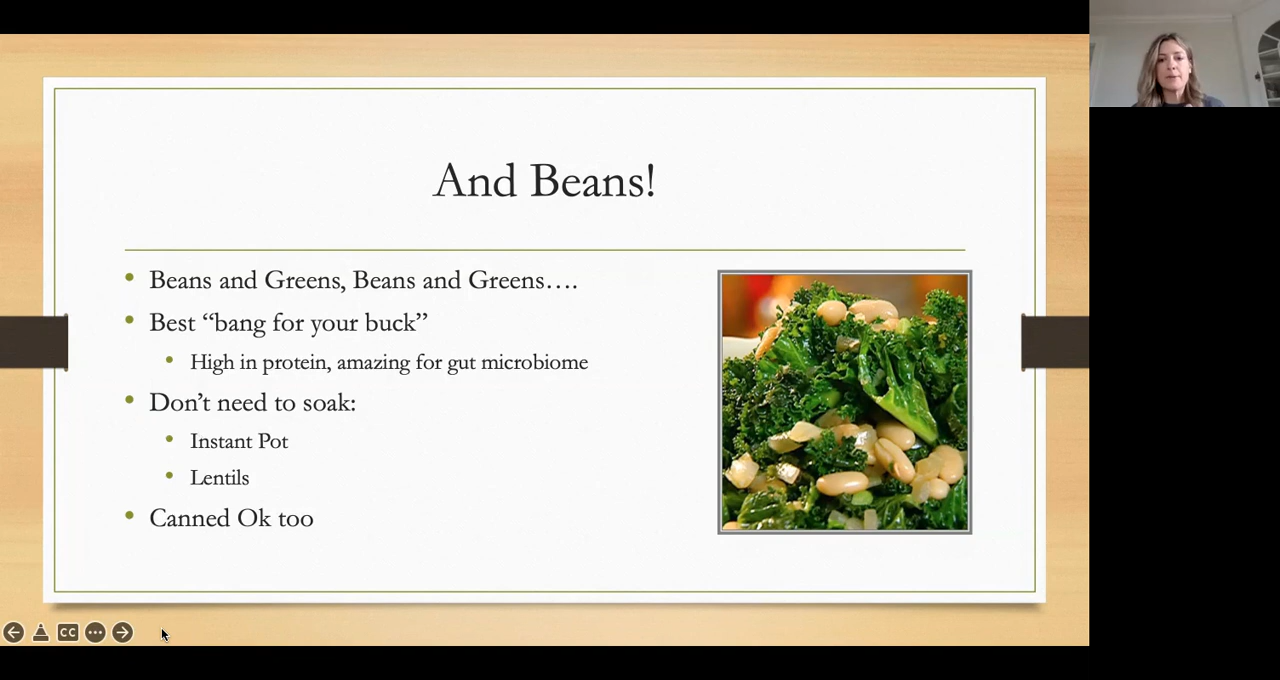 And Beans!
Beans and Greens, Beans and Greens….
Best “bang for your buck”
High in protein, amazing for gut microbiome
Don’t need to soak:
Instant Pot
Lentils
Canned Ok too
CC